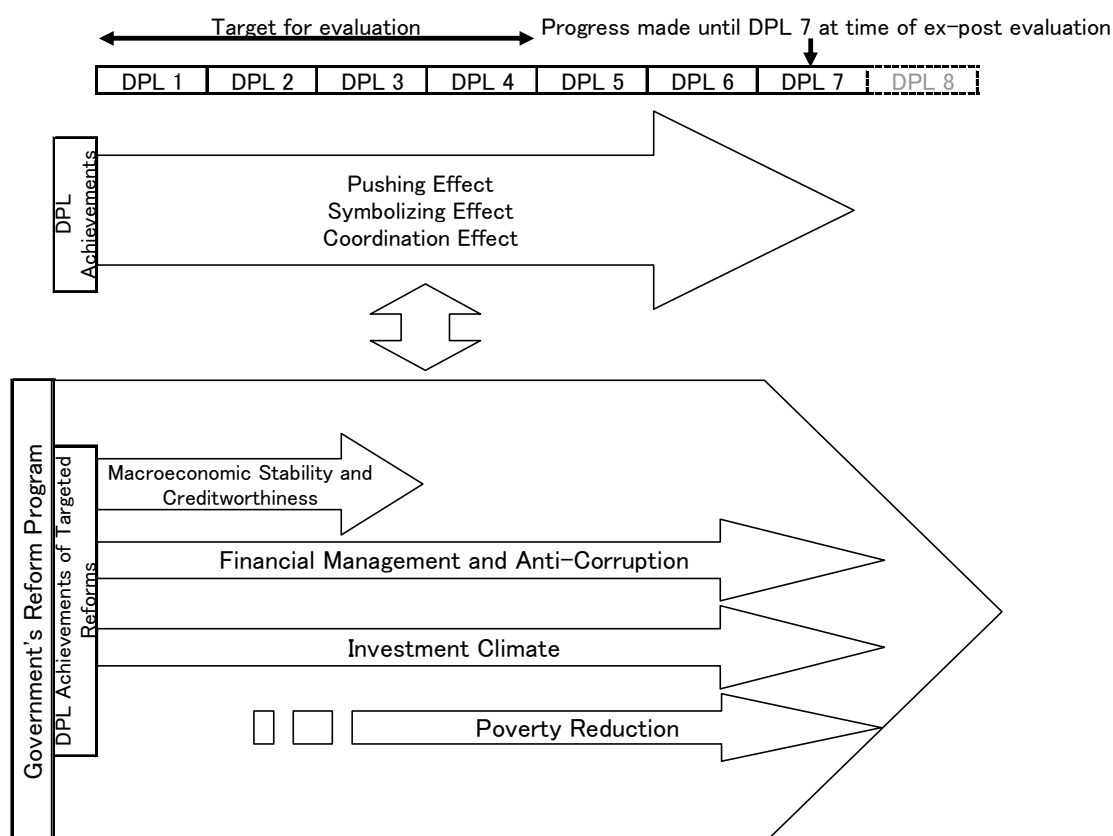 Target for evaluation
Progress made until DPL 7 at time of ex-post evaluation
DPL 1 DPL 2 DPL 3 DPL 4 DPL 5 DPL 6 DPL 7 DPL 8
DPL
Achievements
Pushing Effect
Symbolizing Effect
Coordination Effect
Government's Reform Program
DPL Achievements of Targeted
Reforms
Macroeconomic Stability and
Creditworthiness
Financial Management and Anti-Corruption
Investment Climate
Poverty Reduction